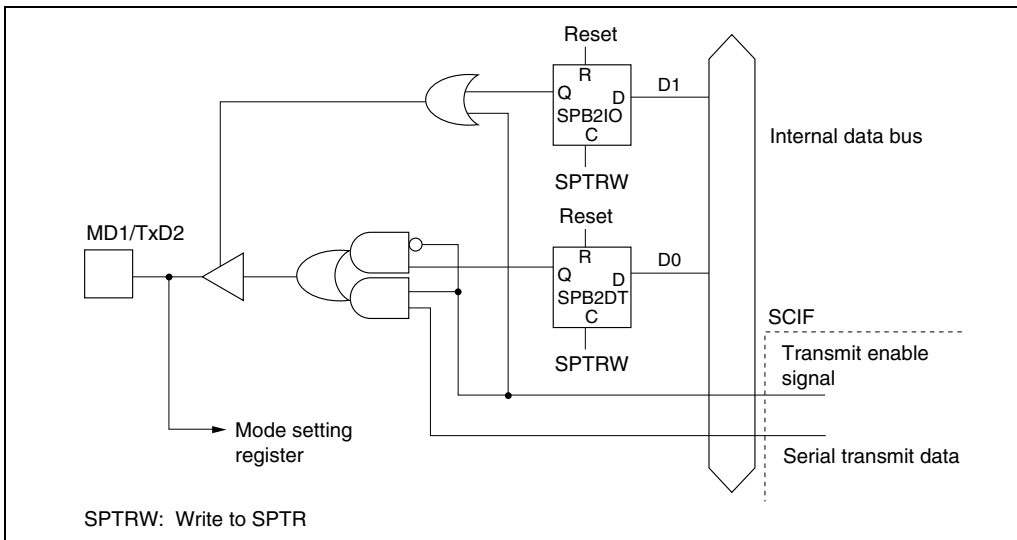 Reset
R
Q
D
SPB2IO
C
D1
SPTRW
Internal data bus
Reset
R
Q
D
SPB2DT
C
D0
SPTRW
MD1/TxD2
SCIF
Transmit enable
signal
Mode setting
register
Serial transmit data
SPTRW: Write to SPTR